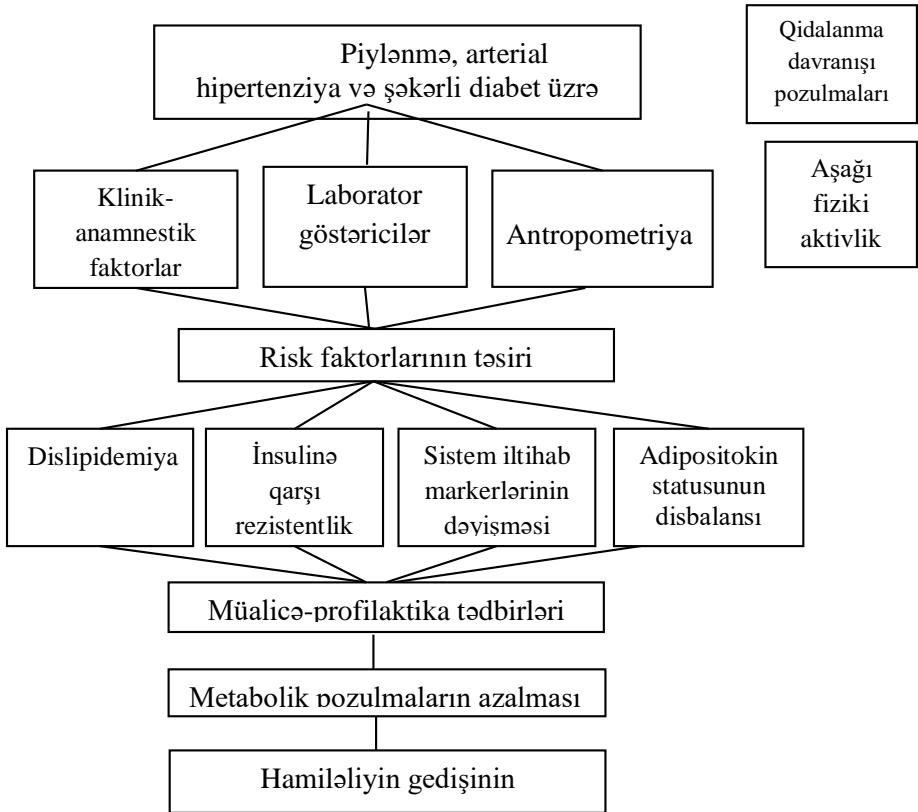 Piylənmə, arterial
hipertenziya və şəkərli diabet üzrə
Qidalanma
davranışı
pozulmaları
Aşağı
fiziki
aktivlik
Klinik-
anamnestik
faktorlar
Laborator
göstəricilər
Antropometriya
Risk faktorlarının təsiri
Dislipidemiya
İnsulinə
qarşı
rezistentlik
Sistem iltihab
markerlərinin
dəyişməsi
Adipositokin
statusunun
disbalansı
Müalicə-profilaktika tədbirləri
Metabolik pozulmaların azalması
Hamiləliyin gedişinin